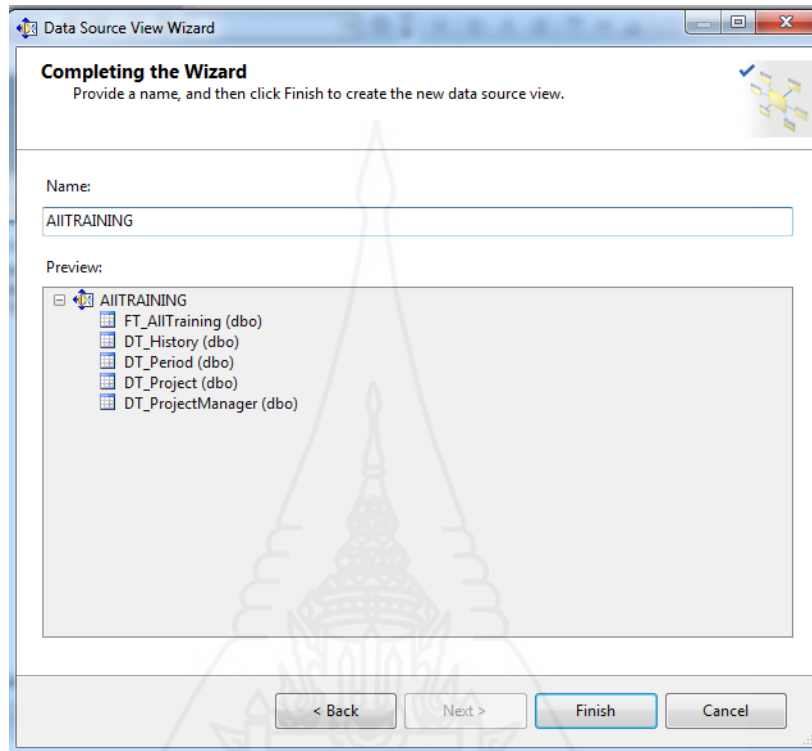 Data Source View Wizard
Completing the Wizard
Provide a name, and then click Finish to create the new data source view.
Name:
AllTRAINING
Preview:
AllTRAINING
FT_AllTraining (dbo)
DT_History (dbo)
DT_Period (dbo)
DT_Project (dbo)
DT_ProjectManager (dbo)
< Back Next > Finish Cancel